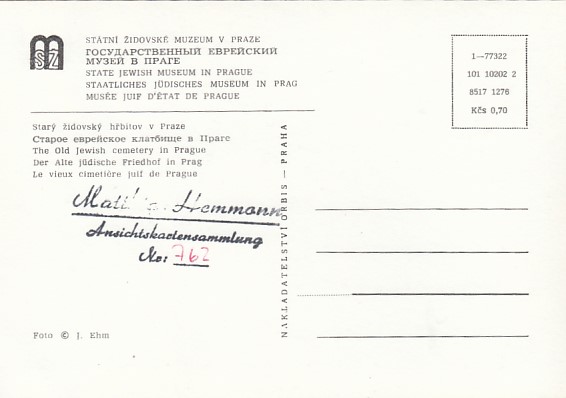 SŽ
STÁTNÍ ŽIDOVSKÉ MUZEUM V PRAZE
ГОСУДАРСТВЕННЫЙ ЕВРЕЙСКИЙ
МУЗЕЙ В ПРАГЕ
STATE JEWISH MUSEUM IN PRAGUE
STAATLICHES JÜDISCHES MUSEUM IN PRAG
MUSÉE JUIF D'ÉTAT DE PRAGUE
1—77322
101 10202 2
8517 1278
Kčs 0,70
Starý židovský hřbitov v Praze
Старое еврейское клатбище в Праге
The Old Jewish cemetery in Prague
Der Alte jüdische Friedhof in Prag
Le vieux cimetière juif de Prague
Hemmann
Ansichtskartensammlung
No: 762
NAKLADATELSTVÍ ORBIS — PRAHA
Foto © J. Ehm